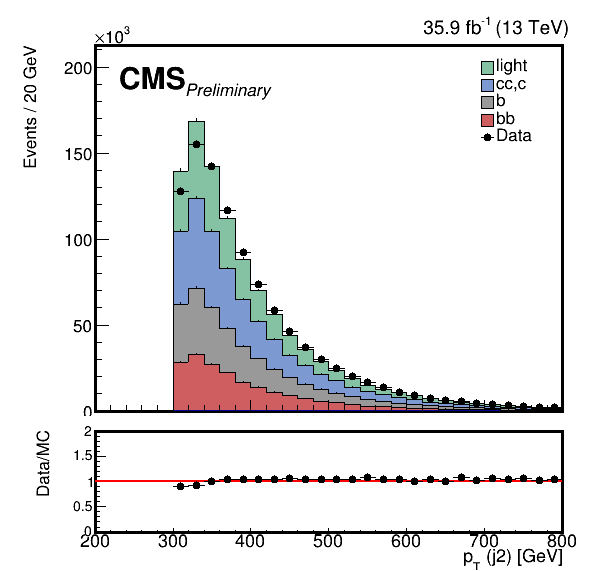 35.9 fb⁻¹ (13 TeV)
×10³
Events / 20 GeV
CMS Preliminary
light
cc,c
b
bb
Data
200
150
100
50
0
Data/MC
2
1.5
1
0.5
0
200 300 400 500 600 700 800
p_T (j2) [GeV]